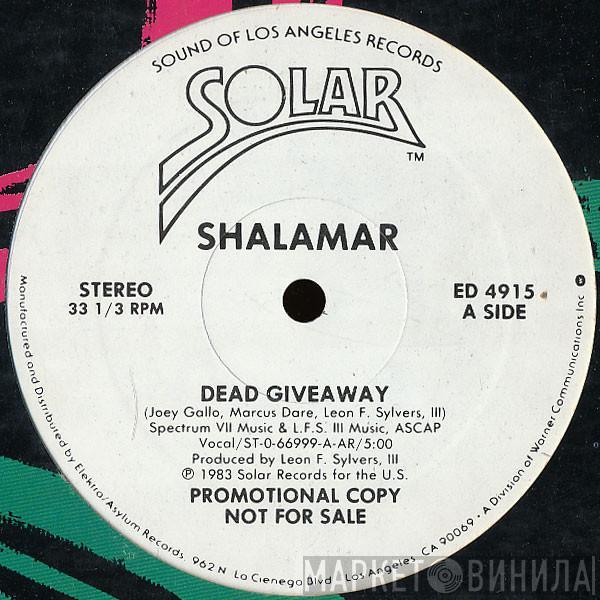 SOUND OF LOS ANGELES RECORDS
SOLAR
TM
SHALAMAR
STEREO
33 1/3 RPM
ED 4915
A SIDE
DEAD GIVEAWAY
(Joey Gallo, Marcus Dare, Leon F. Sylvers, III)
Spectrum VII Music & L.F.S. III Music, ASCAP
Vocal/ST-0-66999-A-AR/5:00
Produced by Leon F. Sylvers, III
℗ 1983 Solar Records for the U.S.
PROMOTIONAL COPY
NOT FOR SALE
Manufactured and Distributed by Elektra/Asylum Records. 962 N. La Cienega Blvd., Los Angeles, CA 90069 • A Division of Warner Communications Inc.
МАРКЕТ ВИНИЛА